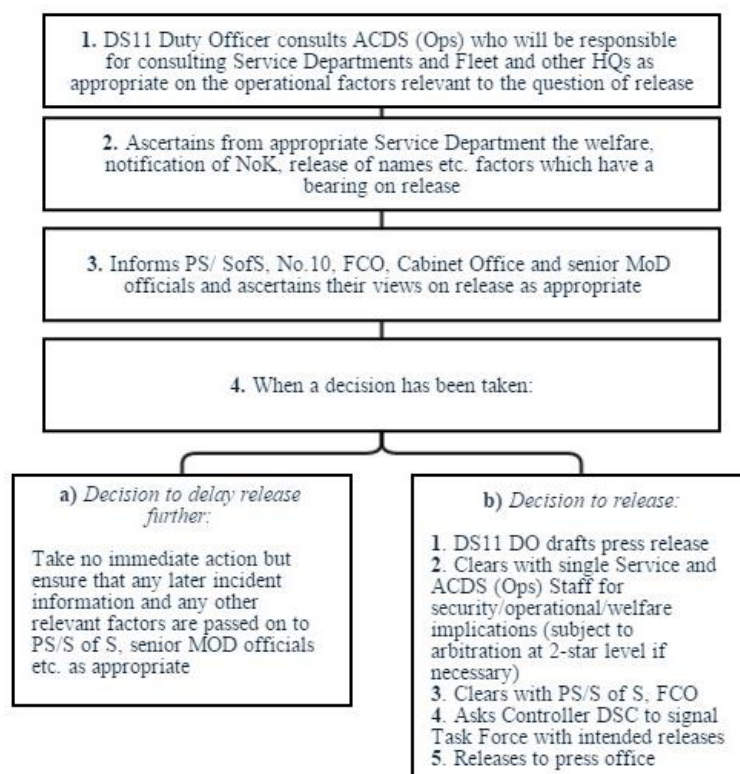 1. DS11 Duty Officer consults ACDS (Ops) who will be responsible
for consulting Service Departments and Fleet and other HQs as
appropriate on the operational factors relevant to the question of release
2. Ascertains from appropriate Service Department the welfare,
notification of NoK, release of names etc. factors which have a
bearing on release
3. Informs PS/ SofS, No.10, FCO, Cabinet Office and senior MoD
officials and ascertains their views on release as appropriate
4. When a decision has been taken:
a) Decision to delay release
further:
Take no immediate action but
ensure that any later incident
information and any other
relevant factors are passed on to
PS/S of S, senior MOD officials
etc. as appropriate
b) Decision to release:
1. DS11 DO drafts press release
2. Clears with single Service and
ACDS (Ops) Staff for
security/operational/welfare
implications (subject to
arbitration at 2-star level if
necessary)
3. Clears with PS/S of S, FCO
4. Asks Controller DSC to signal
Task Force with intended releases
5. Releases to press office